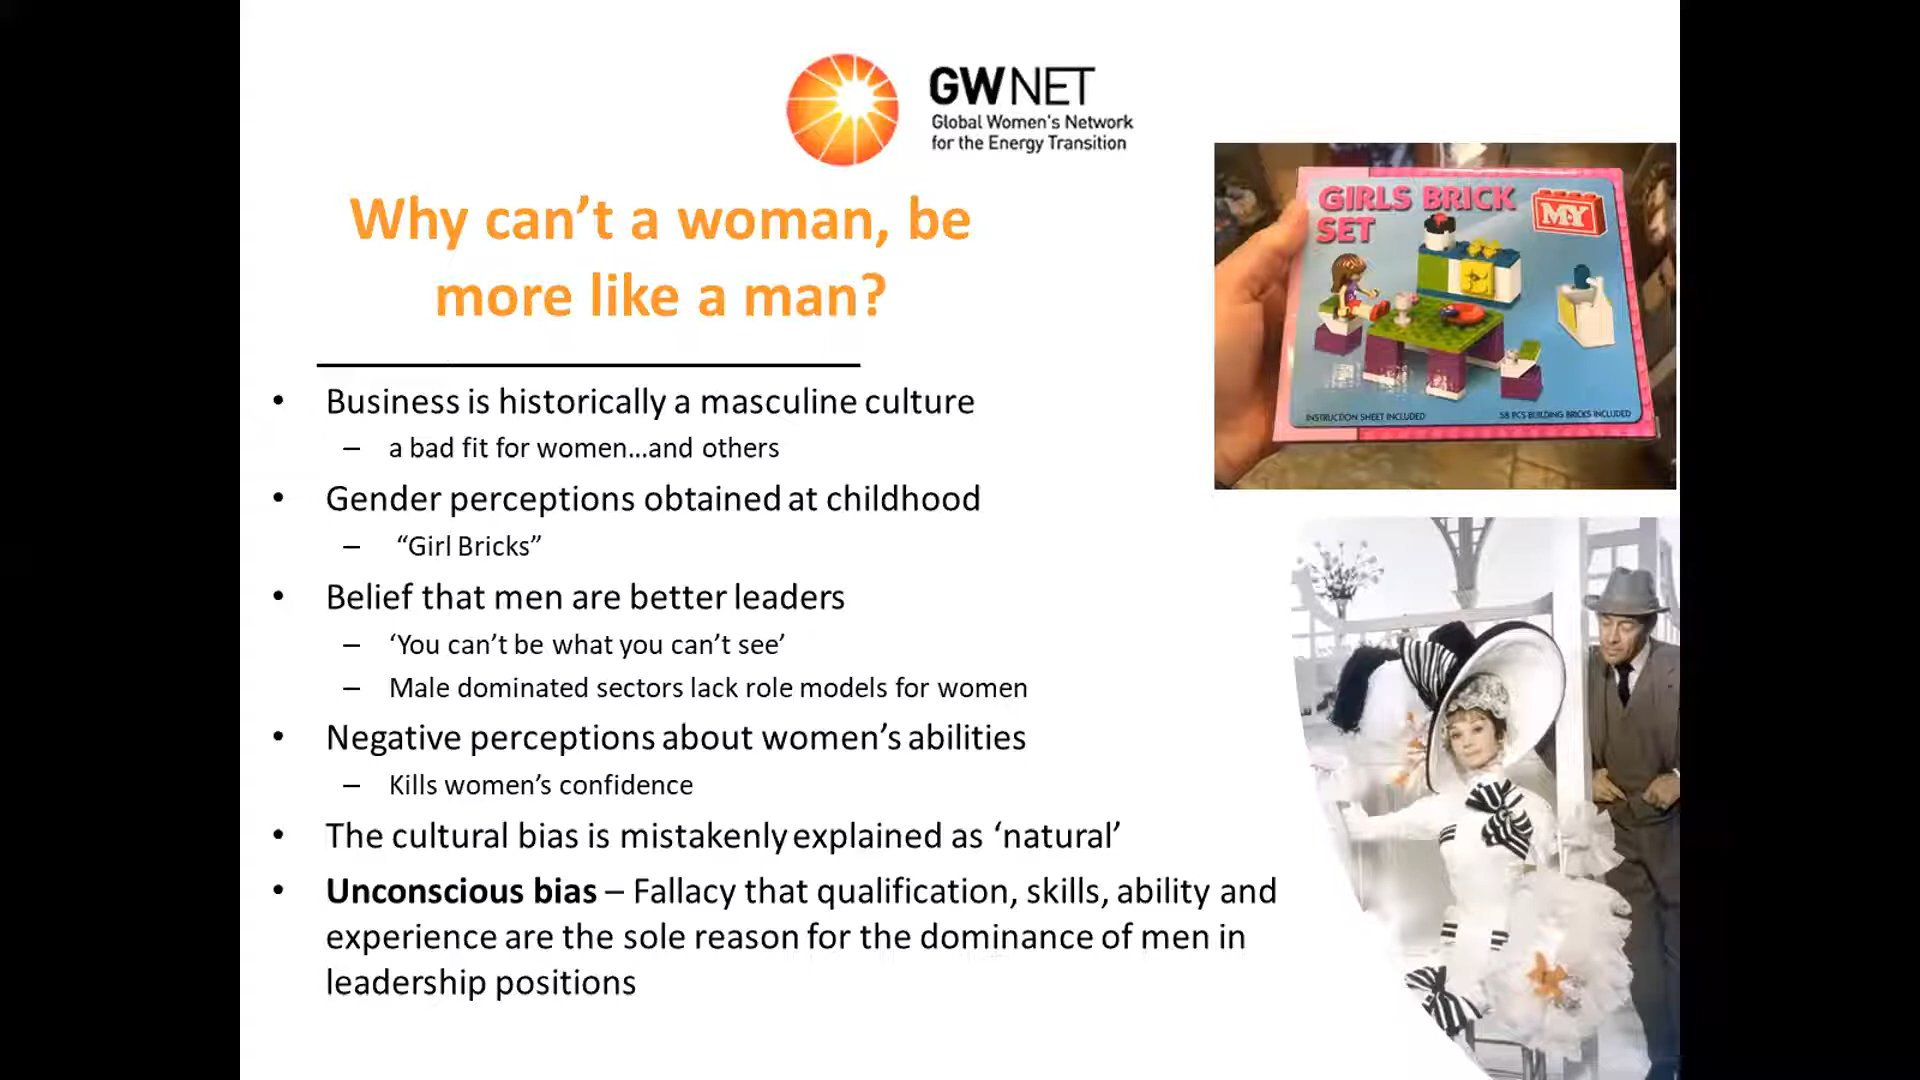 GWNET
Global Women's Network
for the Energy Transition
Why can't a woman, be
more like a man?
• Business is historically a masculine culture
– a bad fit for women...and others
• Gender perceptions obtained at childhood
– “Girl Bricks”
• Belief that men are better leaders
– ‘You can’t be what you can’t see’
– Male dominated sectors lack role models for women
• Negative perceptions about women’s abilities
– Kills women’s confidence
• The cultural bias is mistakenly explained as ‘natural’
• Unconscious bias – Fallacy that qualification, skills, ability and
experience are the sole reason for the dominance of men in
leadership positions
GIRLS BRICK
SET
M·Y
INSTRUCTION SHEET INCLUDED
58 PCS BUILDING BRICKS INCLUDED